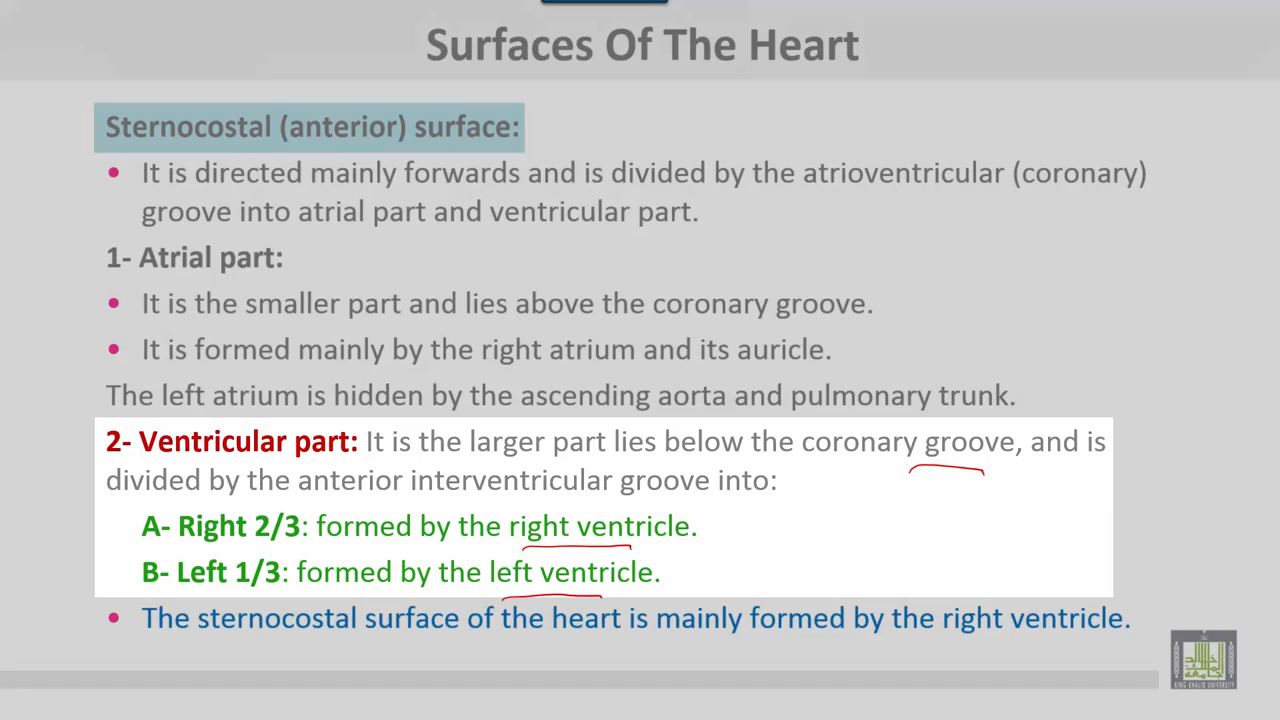 Surfaces Of The Heart
Sternocostal (anterior) surface:
• It is directed mainly forwards and is divided by the atrioventricular (coronary)
groove into atrial part and ventricular part.
1- Atrial part:
• It is the smaller part and lies above the coronary groove.
• It is formed mainly by the right atrium and its auricle.
The left atrium is hidden by the ascending aorta and pulmonary trunk.
2- Ventricular part: It is the larger part lies below the coronary groove, and is
divided by the anterior interventricular groove into:
A- Right 2/3: formed by the right ventricle.
B- Left 1/3: formed by the left ventricle.
• The sternocostal surface of the heart is mainly formed by the right ventricle.
KING KHALID UNIVERSITY